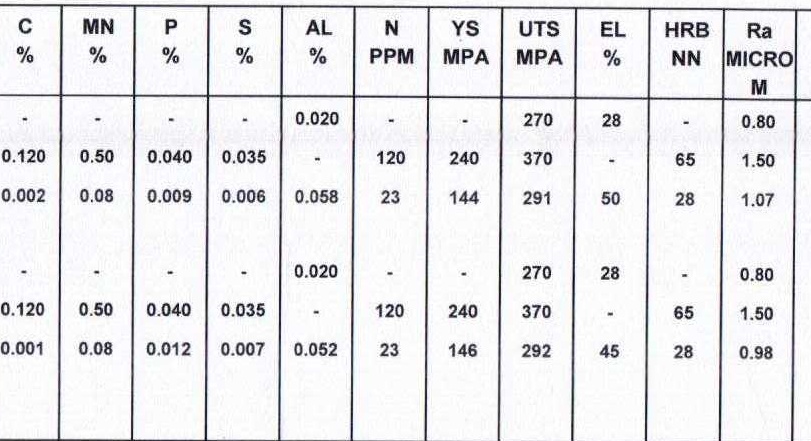 C MN P S AL N YS UTS EL HRB Ra
% % % % % PPM MPA MPA % NN MICRO
M
- - - - 0.020 - 270 28 - 0.80
0.120 0.50 0.040 0.035 - 120 240 370 - 65 1.50
0.002 0.08 0.009 0.006 0.058 23 144 291 50 28 1.07
- - - - 0.020 - - 270 28 - 0.80
0.120 0.50 0.040 0.035 - 120 240 370 - 65 1.50
0.001 0.08 0.012 0.007 0.052 23 146 292 45 28 0.98